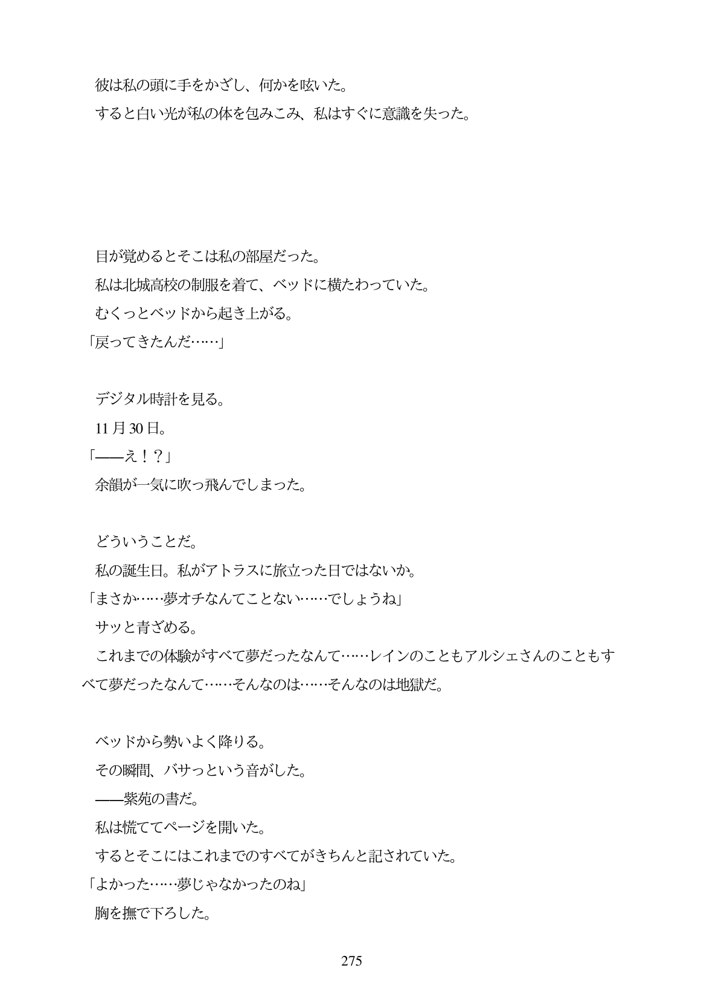 彼は私の頭に手をかざし、何かを呟いた。
すると白い光が私の体を包みこみ、私はすぐに意識を失った。
目が覚めるとそこは私の部屋だった。
私は北城高校の制服を着て、ベッドに横たわっていた。
むくっとベッドから起き上がる。
「戻ってきたんだ……」
デジタル時計を見る。
11月30日。
「――え！？」
余韻が一気に吹っ飛んでしまった。
どういうことだ。
私の誕生日。私がアトラスに旅立った日ではないか。
「まさか……夢オチなんてことない……でしょうね」
サッと青ざめる。
これまでの体験がすべて夢だったなんて……レインのこともアルシェさんのこともす
べて夢だったなんて……そんなのは……そんなのは地獄だ。
ベッドから勢いよく降りる。
その瞬間、バサっという音がした。
――紫苑の書だ。
私は慌ててページを開いた。
するとそこにはこれまでのすべてがきちんと記されていた。
「よかった……夢じゃなかったのね」
胸を撫で下ろした。
275